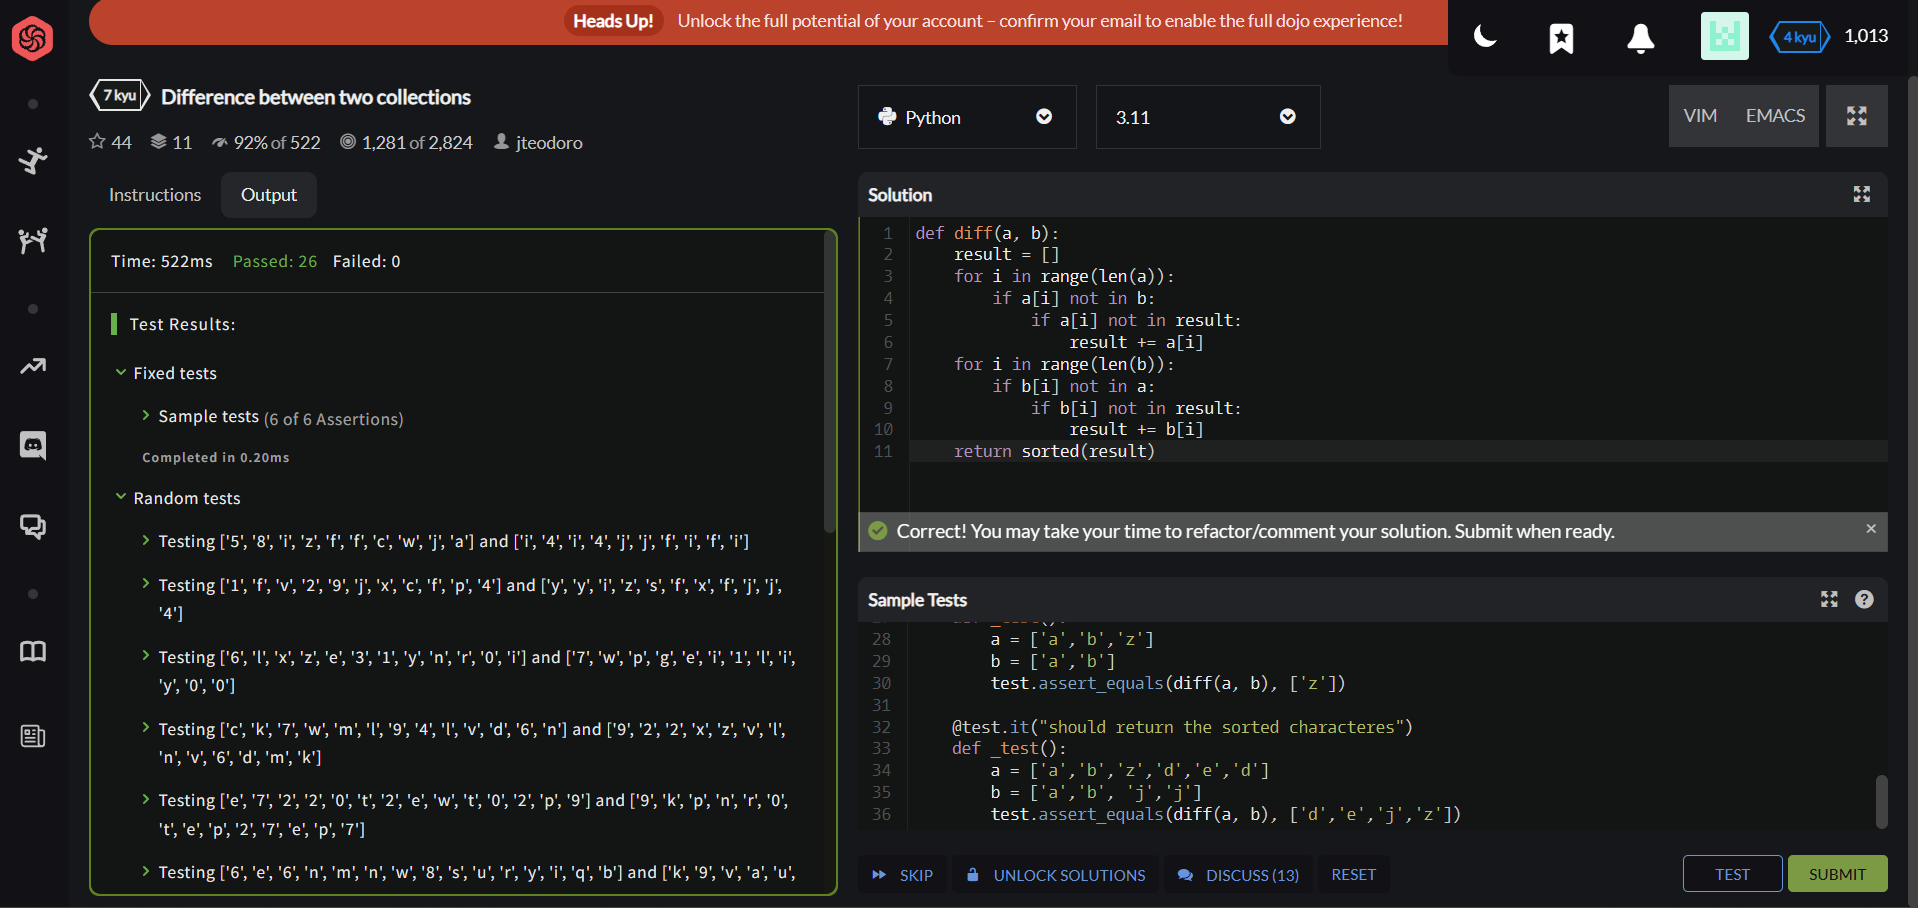 Heads Up! Unlock the full potential of your account – confirm your email to enable the full dojo experience!
4 kyu 1,013
7 kyu Difference between two collections
44 11 92% of 522 1,281 of 2,824 jteodoro
Instructions Output
Time: 522ms Passed: 26 Failed: 0
Test Results:
Fixed tests
Sample tests (6 of 6 Assertions)
Completed in 0.20ms
Random tests
Testing ['5', '8', 'i', 'z', 'f', 'f', 'c', 'w', 'j', 'a'] and ['i', '4', 'i', '4', 'j', 'j', 'f', 'i', 'f', 'i']
Testing ['1', 'f', 'v', '2', '9', 'j', 'x', 'c', 'f', 'p', '4'] and ['y', 'y', 'i', 'z', 's', 'f', 'x', 'f', 'j', 'j',
'4']
Testing ['6', 'l', 'x', 'z', 'e', '3', '1', 'y', 'n', 'r', '0', 'i'] and ['7', 'w', 'p', 'g', 'e', 'i', '1', 'l', 'i',
'y', '0', '0']
Testing ['c', 'k', '7', 'w', 'm', 'l', '9', '4', 'l', 'v', 'd', '6', 'n'] and ['9', '2', '2', 'x', 'z', 'v', 'l',
'n', 'v', '6', 'd', 'm', 'k']
Testing ['e', '7', '2', '2', '0', 't', '2', 'e', 'w', 't', '0', '2', 'p', '9'] and ['9', 'k', 'p', 'n', 'r', '0',
't', 'e', 'p', '2', '7', 'e', 'p', '7']
Testing ['6', 'e', '6', 'n', 'm', 'n', 'w', '8', 's', 'u', 'r', 'y', 'i', 'q', 'b'] and ['k', '9', 'v', 'a', 'u',
Python 3.11 VIM EMACS
Solution
1 def diff(a, b):
2 result = []
3 for i in range(len(a)):
4 if a[i] not in b:
5 if a[i] not in result:
6 result += a[i]
7 for i in range(len(b)):
8 if b[i] not in a:
9 if b[i] not in result:
10 result += b[i]
11 return sorted(result)
Correct! You may take your time to refactor/comment your solution. Submit when ready.
Sample Tests
28 a = ['a','b','z']
29 b = ['a','b']
30 test.assert_equals(diff(a, b), ['z'])
31
32 @test.it("should return the sorted characteres")
33 def _test():
34 a = ['a','b','z','d','e','d']
35 b = ['a','b', 'j','j']
36 test.assert_equals(diff(a, b), ['d','e','j','z'])
SKIP UNLOCK SOLUTIONS DISCUSS (13) RESET TEST SUBMIT